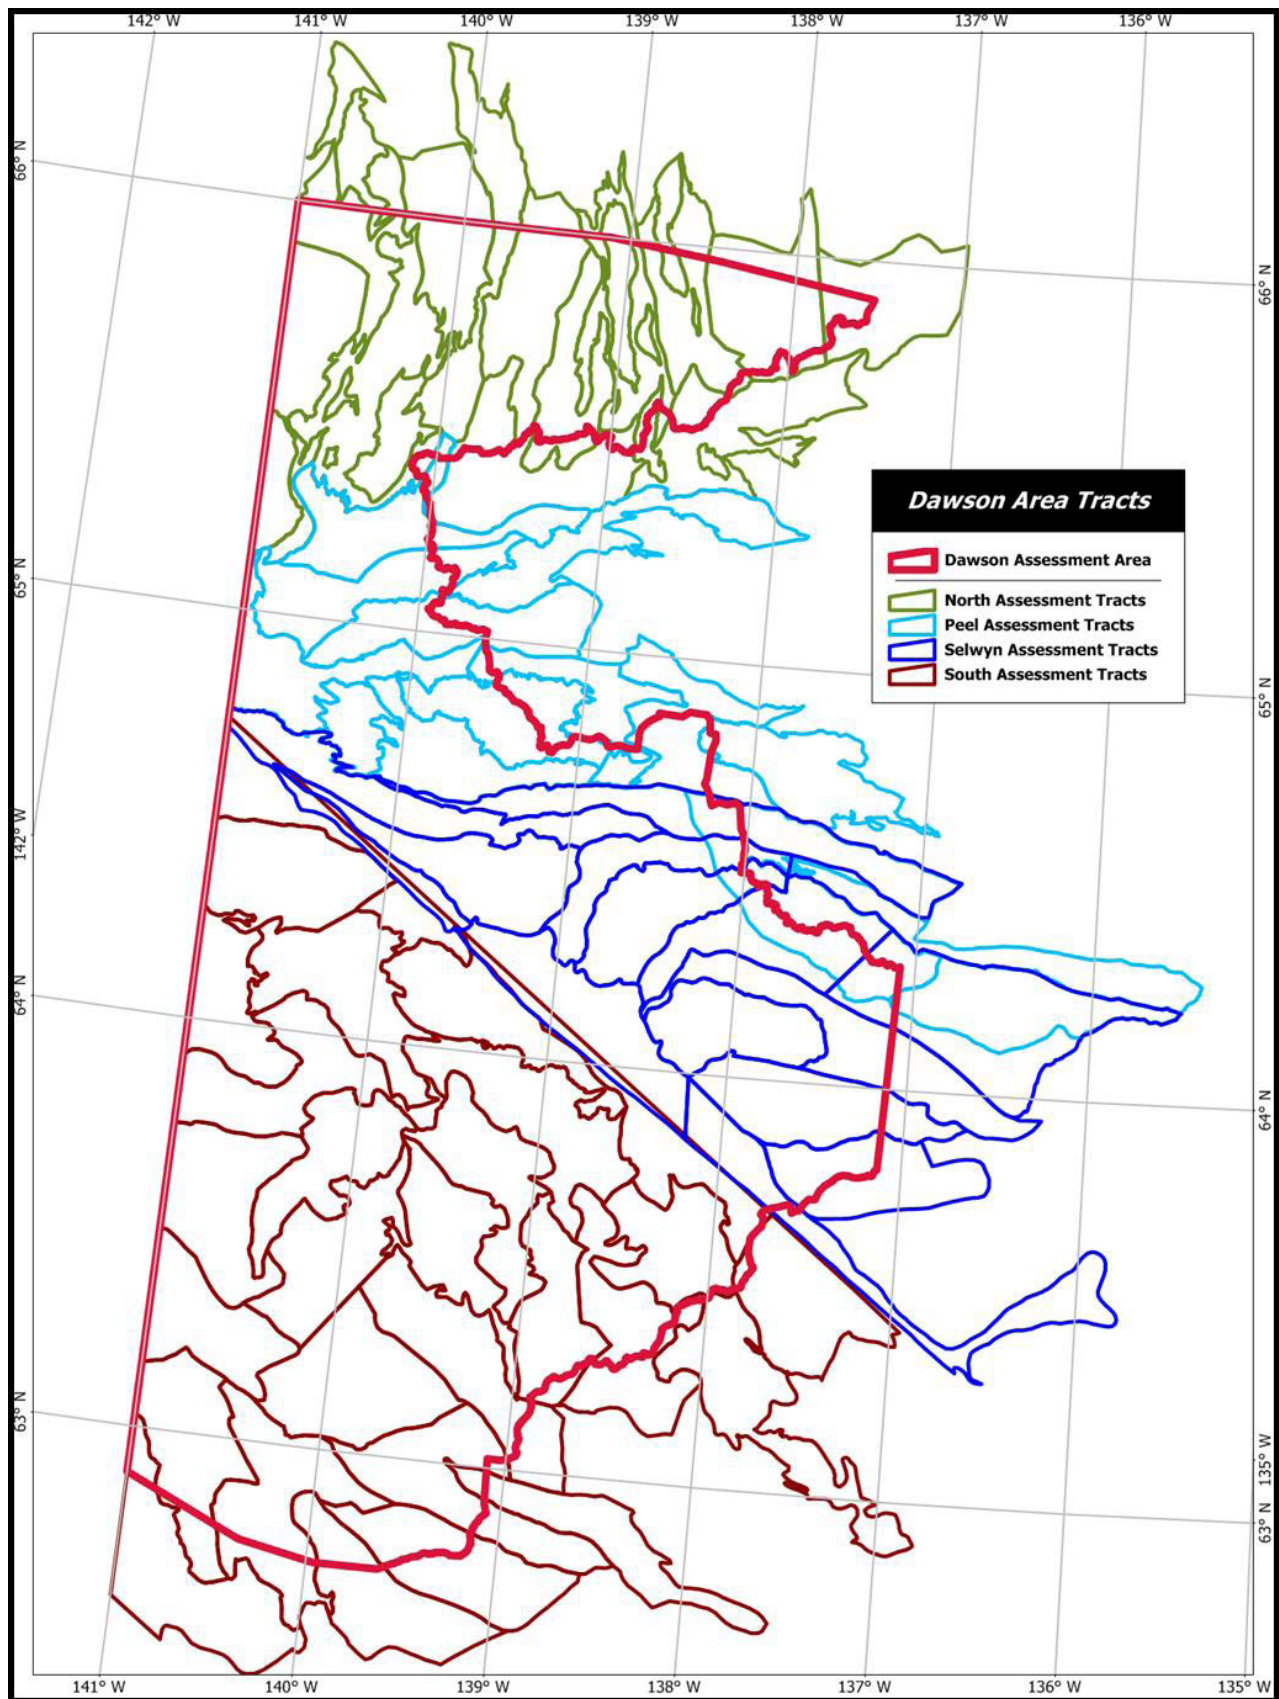 142° W 141° W 140° W 139° W 138° W 137° W 136° W
66° N
66° N
Dawson Area Tracts
Dawson Assessment Area
North Assessment Tracts
Peel Assessment Tracts
Selwyn Assessment Tracts
South Assessment Tracts
65° N
65° N
142° W
64° N
64° N
63° N
135° W
63° N
141° W 140° W 139° W 138° W 137° W 136° W 135° W